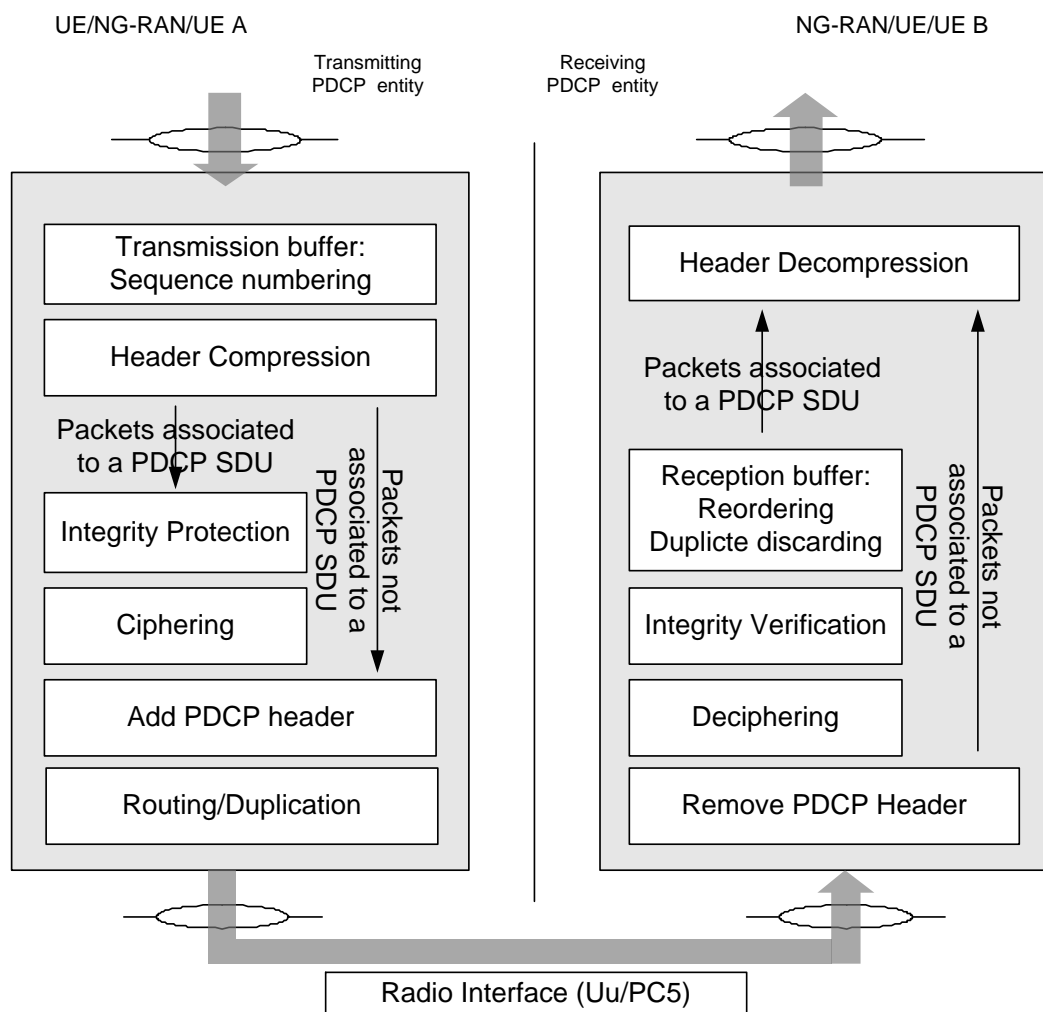 UE/NG-RAN/UE A
NG-RAN/UE/UE B
Transmitting
PDCP entity
Receiving
PDCP entity
Transmission buffer:
Sequence numbering
Header Compression
Packets associated
to a PDCP SDU
Packets not
associated to a
PDCP SDU
Integrity Protection
Ciphering
Add PDCP header
Routing/Duplication
Header Decompression
Packets associated
to a PDCP SDU
Reception buffer:
Reordering
Duplicte discarding
Packets not
associated to a
PDCP SDU
Integrity Verification
Deciphering
Remove PDCP Header
Radio Interface (Uu/PC5)